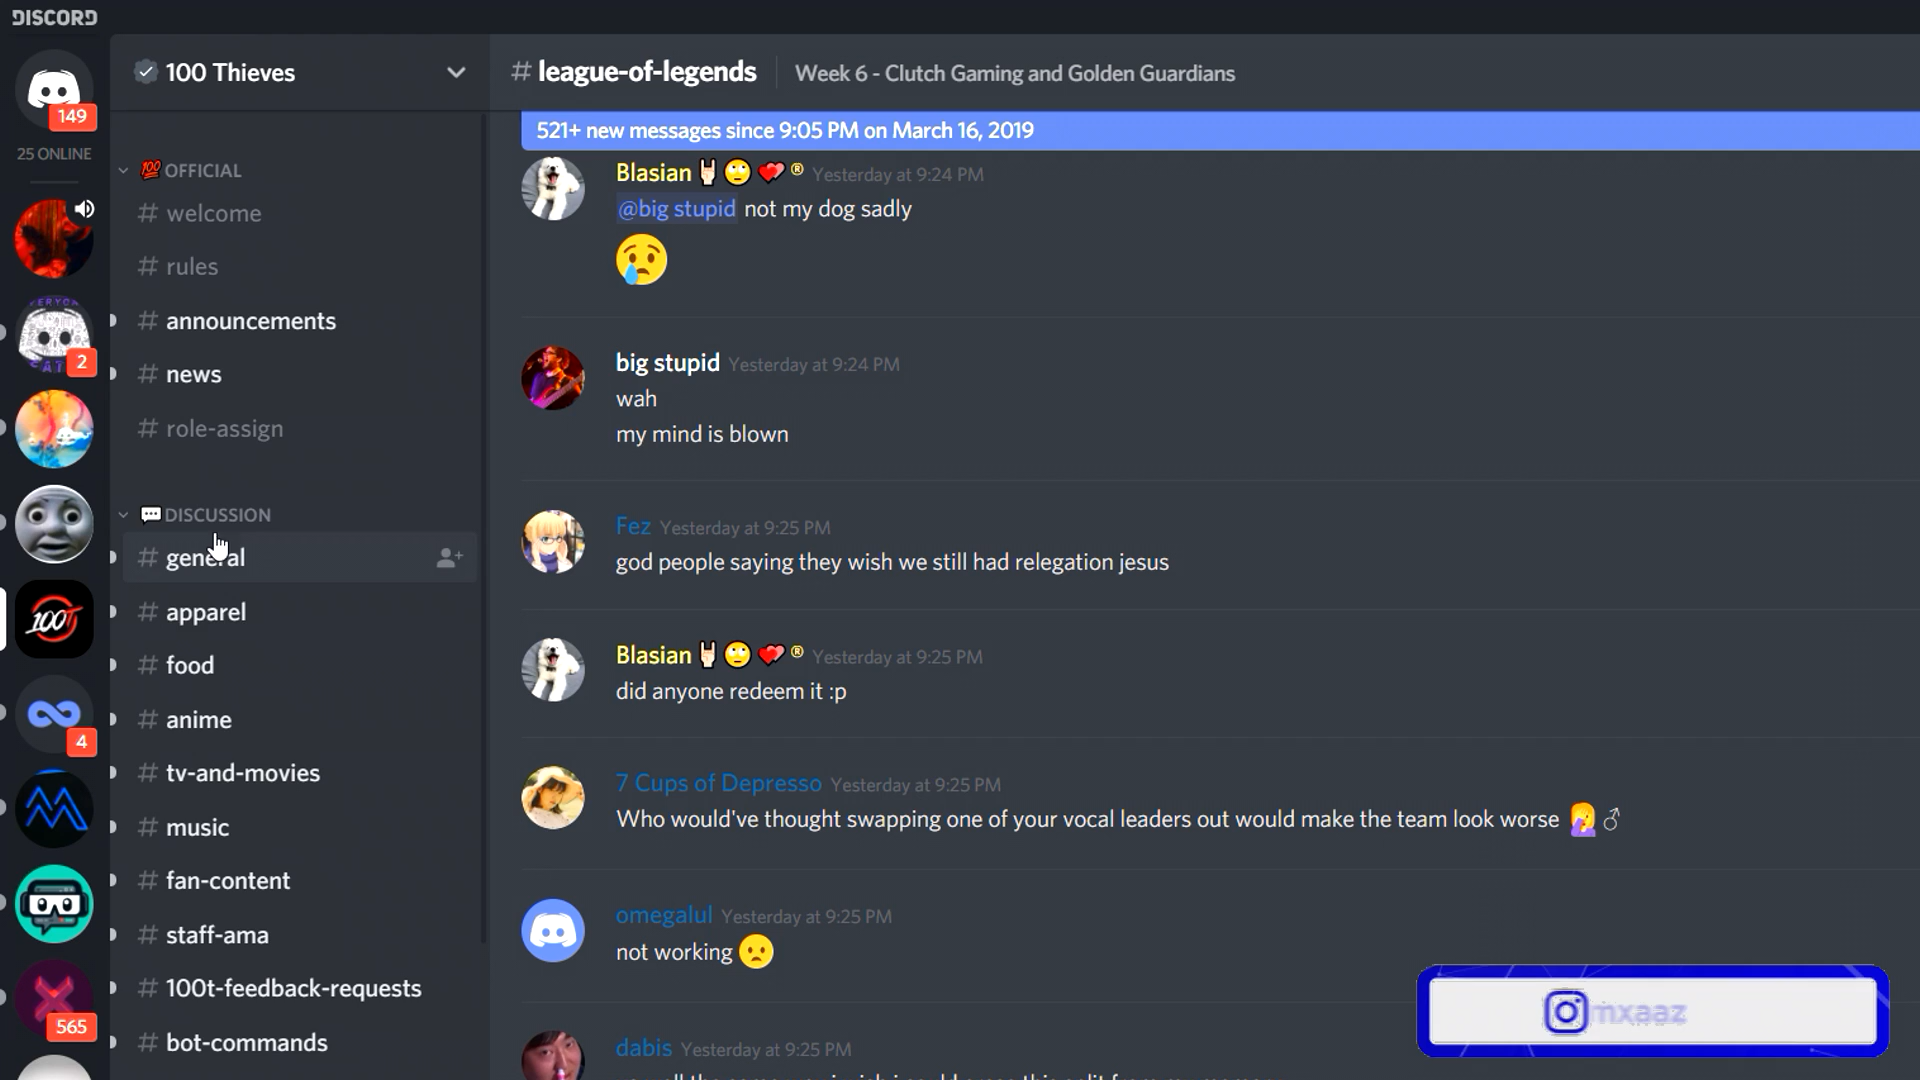 DISCORD
149
25 ONLINE
2
100T
4
565
100 Thieves
💯 OFFICIAL
# welcome
# rules
# announcements
# news
# role-assign
💬 DISCUSSION
# general
# apparel
# food
# anime
# tv-and-movies
# music
# fan-content
# staff-ama
# 100t-feedback-requests
# bot-commands
# league-of-legends Week 6 - Clutch Gaming and Golden Guardians
521+ new messages since 9:05 PM on March 16, 2019
Blasian 🤘🏻🙄💕® Yesterday at 9:24 PM
@big stupid not my dog sadly
😢
big stupid Yesterday at 9:24 PM
wah
my mind is blown
Fez Yesterday at 9:25 PM
god people saying they wish we still had relegation jesus
Blasian 🤘🏻🙄💕® Yesterday at 9:25 PM
did anyone redeem it :p
7 Cups of Depresso Yesterday at 9:25 PM
Who would've thought swapping one of your vocal leaders out would make the team look worse 🤦♂
omegalul Yesterday at 9:25 PM
not working 😦
dabis Yesterday at 9:25 PM
mxaaz